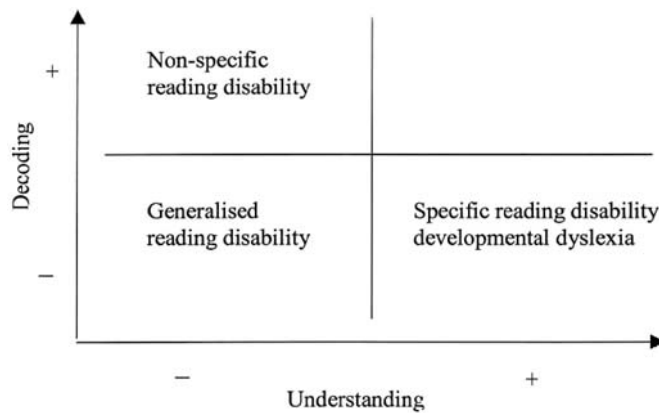 Non-specific
reading disability
+
Decoding
Generalised
reading disability
Specific reading disability
developmental dyslexia
−
−
+
Understanding